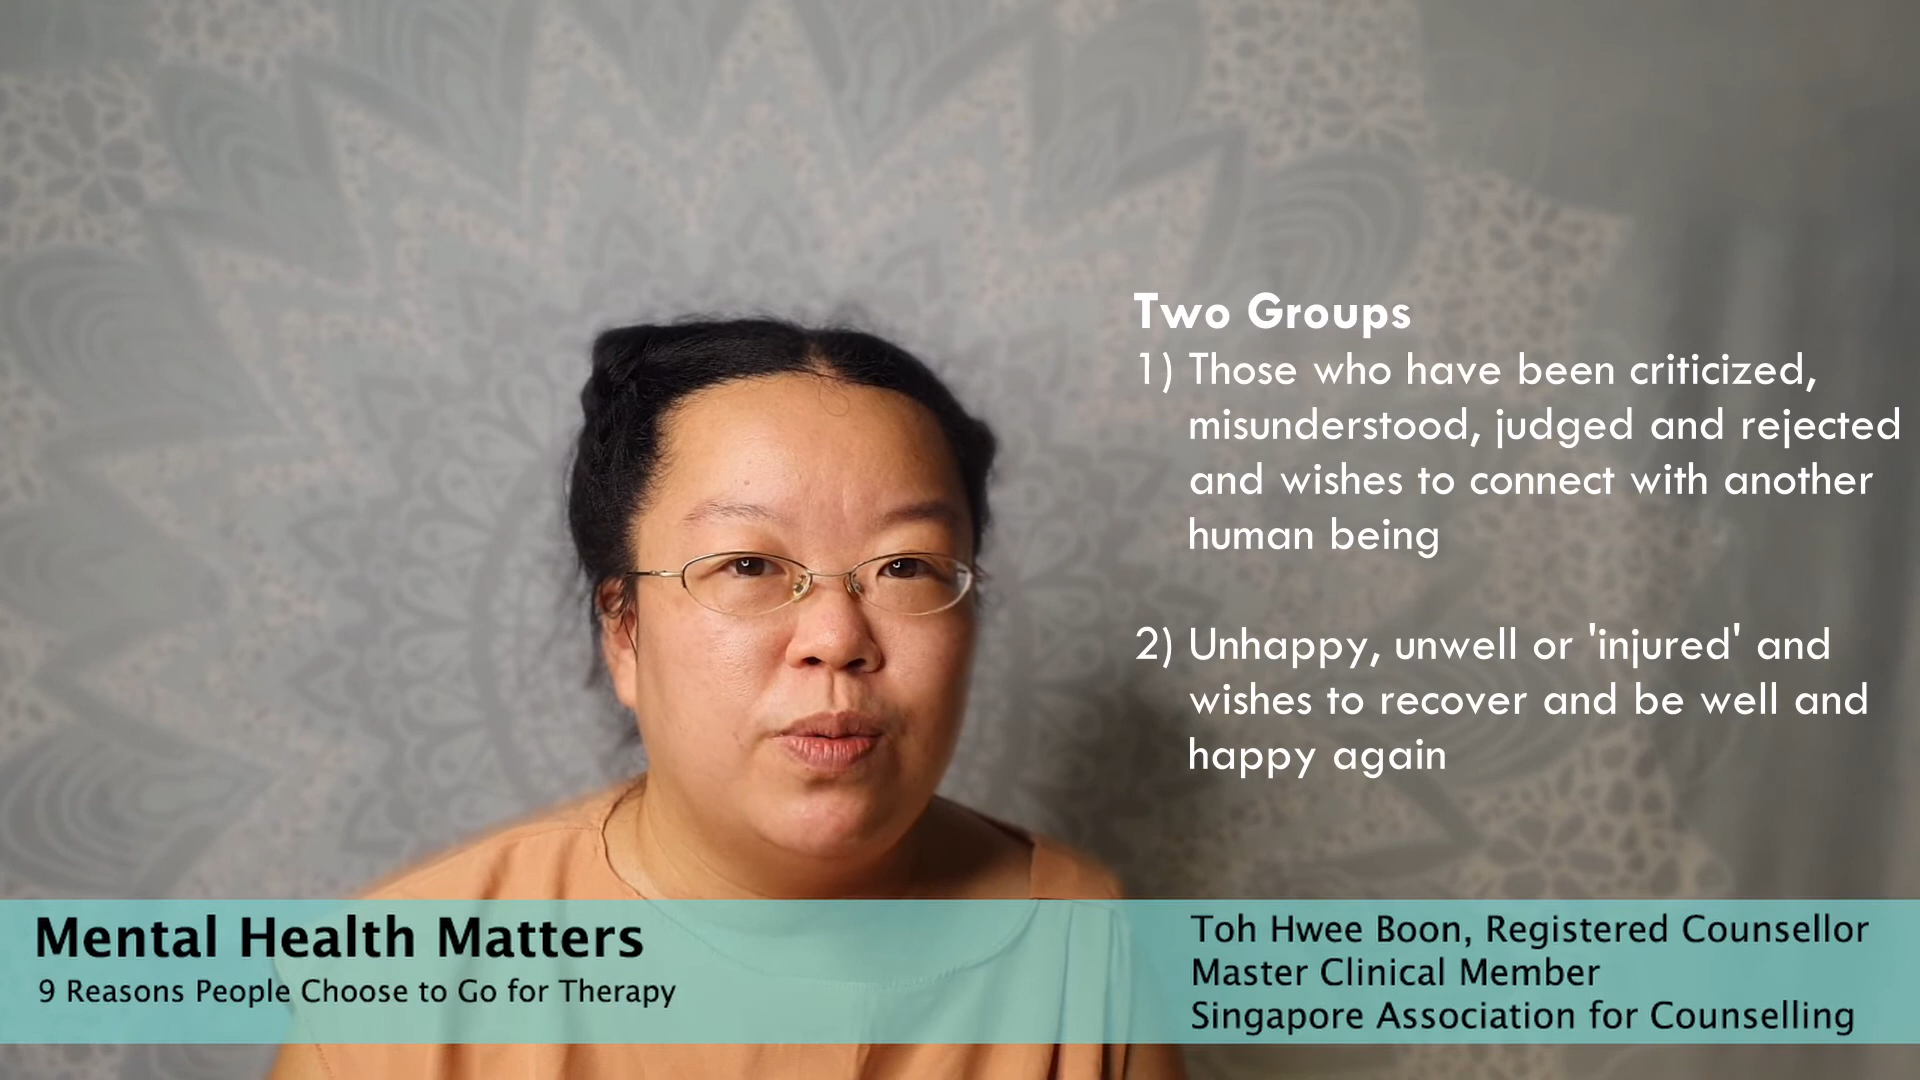 Two Groups
1) Those who have been criticized,
misunderstood, judged and rejected
and wishes to connect with another
human being
2) Unhappy, unwell or 'injured' and
wishes to recover and be well and
happy again
Mental Health Matters
9 Reasons People Choose to Go for Therapy
Toh Hwee Boon, Registered Counsellor
Master Clinical Member
Singapore Association for Counselling